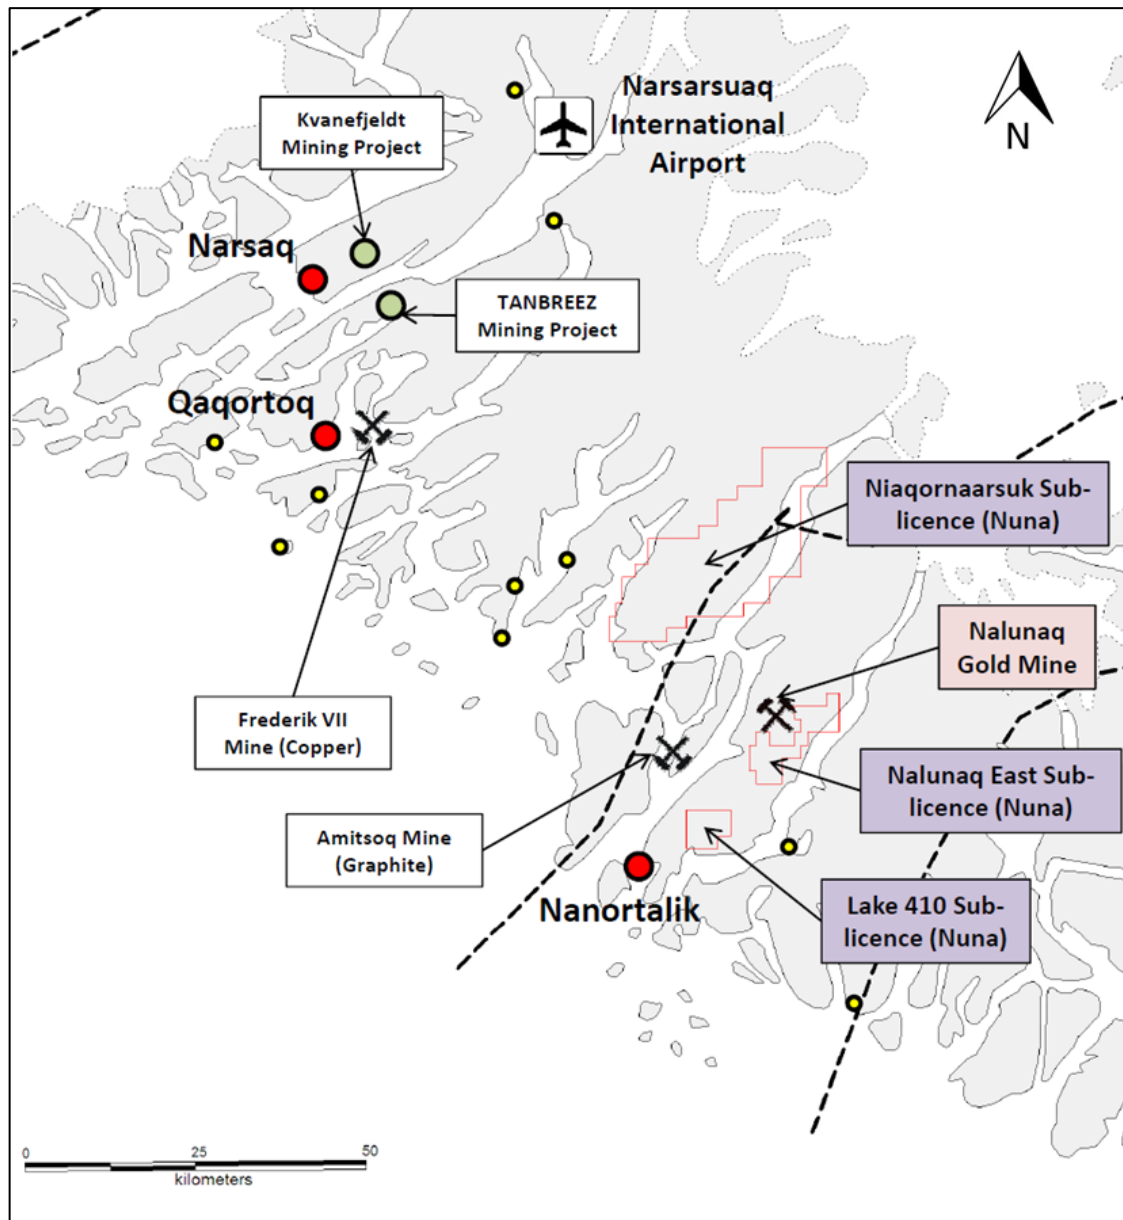 Narsarsuaq
International
Airport
N
Kvanefjeldt
Mining Project
Narsaq
TANBREEZ
Mining Project
Qaqortoq
Niaqornaarsuk Sub-
licence (Nuna)
Nalunaq
Gold Mine
Frederik VII
Mine (Copper)
Nalunaq East Sub-
licence (Nuna)
Amitsoq Mine
(Graphite)
Nanortalik
Lake 410 Sub-
licence (Nuna)
0 25 50
kilometers